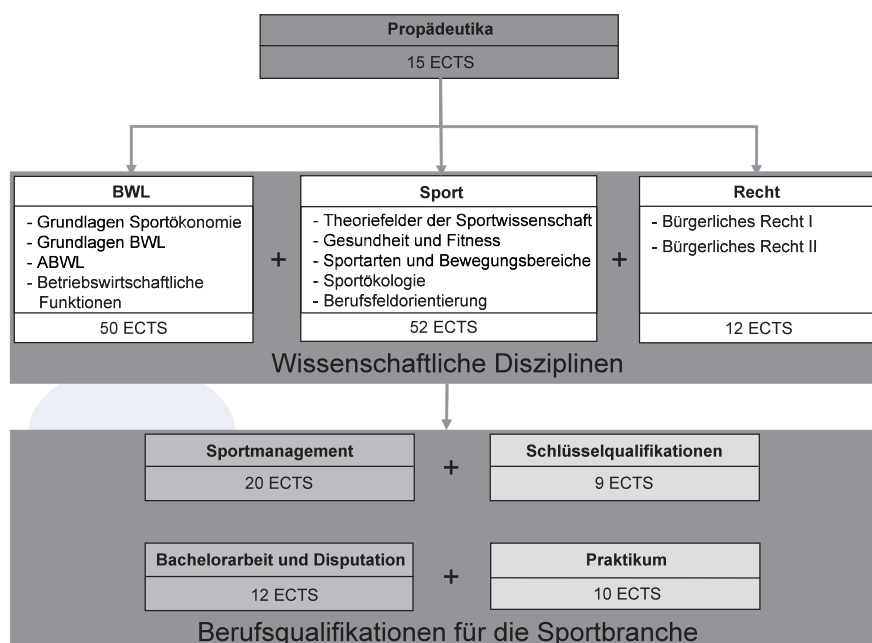 Propädeutika
15 ECTS
BWL
- Grundlagen Sportökonomie
- Grundlagen BWL
- ABWL
- Betriebswirtschaftliche
Funktionen
50 ECTS
+
Sport
- Theoriefelder der Sportwissenschaft
- Gesundheit und Fitness
- Sportarten und Bewegungsbereiche
- Sportökologie
- Berufsfeldorientierung
52 ECTS
+
Recht
- Bürgerliches Recht I
- Bürgerliches Recht II
12 ECTS
Wissenschaftliche Disziplinen
Sportmanagement
20 ECTS
+
Schlüsselqualifikationen
9 ECTS
Bachelorarbeit und Disputation
12 ECTS
+
Praktikum
10 ECTS
Berufsqualifikationen für die Sportbranche